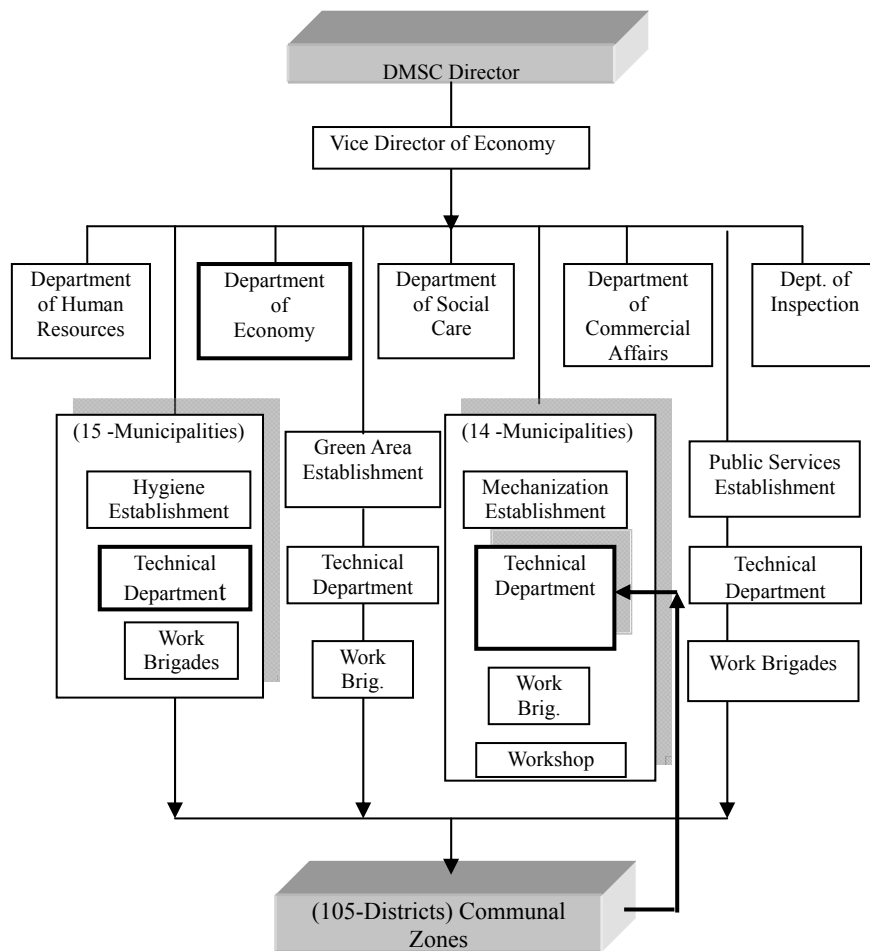 DMSC Director
Vice Director of Economy
Department
of Human
Resources
Department
of
Economy
Department
of Social
Care
Department
of
Commercial
Affairs
Dept. of
Inspection
(15 -Municipalities)
Hygiene
Establishment
Technical
Department
Work
Brigades
Green Area
Establishment
Technical
Department
Work
Brig.
(14 -Municipalities)
Mechanization
Establishment
Technical
Department
Work
Brig.
Workshop
Public Services
Establishment
Technical
Department
Work Brigades
(105-Districts) Communal
Zones